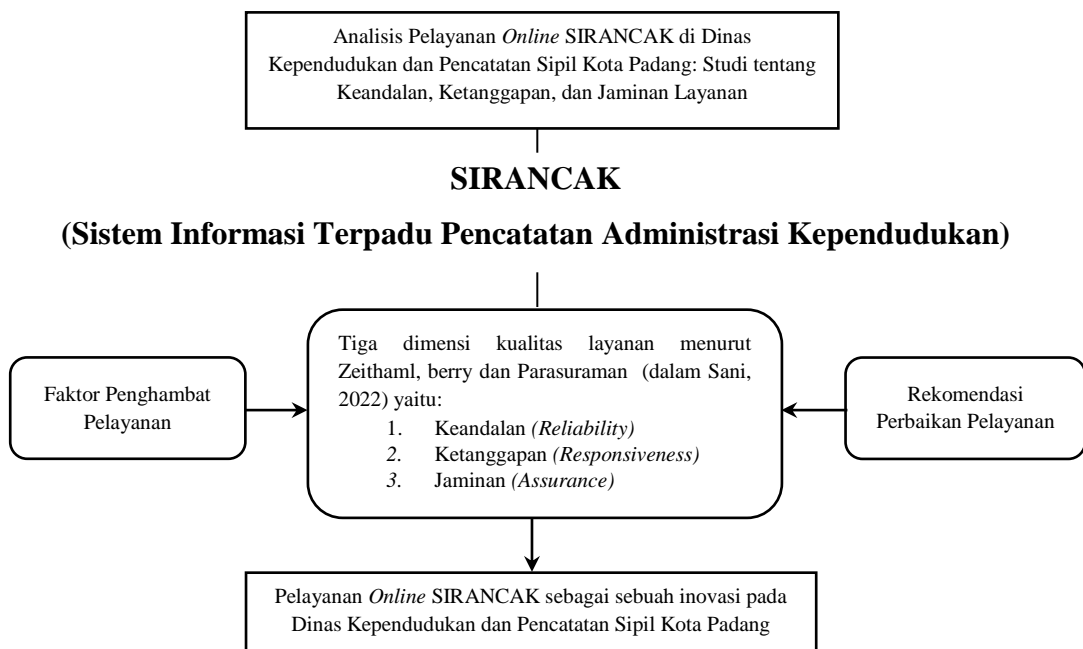 Analisis Pelayanan Online SIRANCAK di Dinas
Kependudukan dan Pencatatan Sipil Kota Padang: Studi tentang
Keandalan, Ketanggapan, dan Jaminan Layanan
SIRANCAK
(Sistem Informasi Terpadu Pencatatan Administrasi Kependudukan)
Faktor Penghambat
Pelayanan
Tiga dimensi kualitas layanan menurut
Zeithaml, berry dan Parasuraman (dalam Sani,
2022) yaitu:
1. Keandalan (Reliability)
2. Ketanggapan (Responsiveness)
3. Jaminan (Assurance)
Rekomendasi
Perbaikan Pelayanan
Pelayanan Online SIRANCAK sebagai sebuah inovasi pada
Dinas Kependudukan dan Pencatatan Sipil Kota Padang